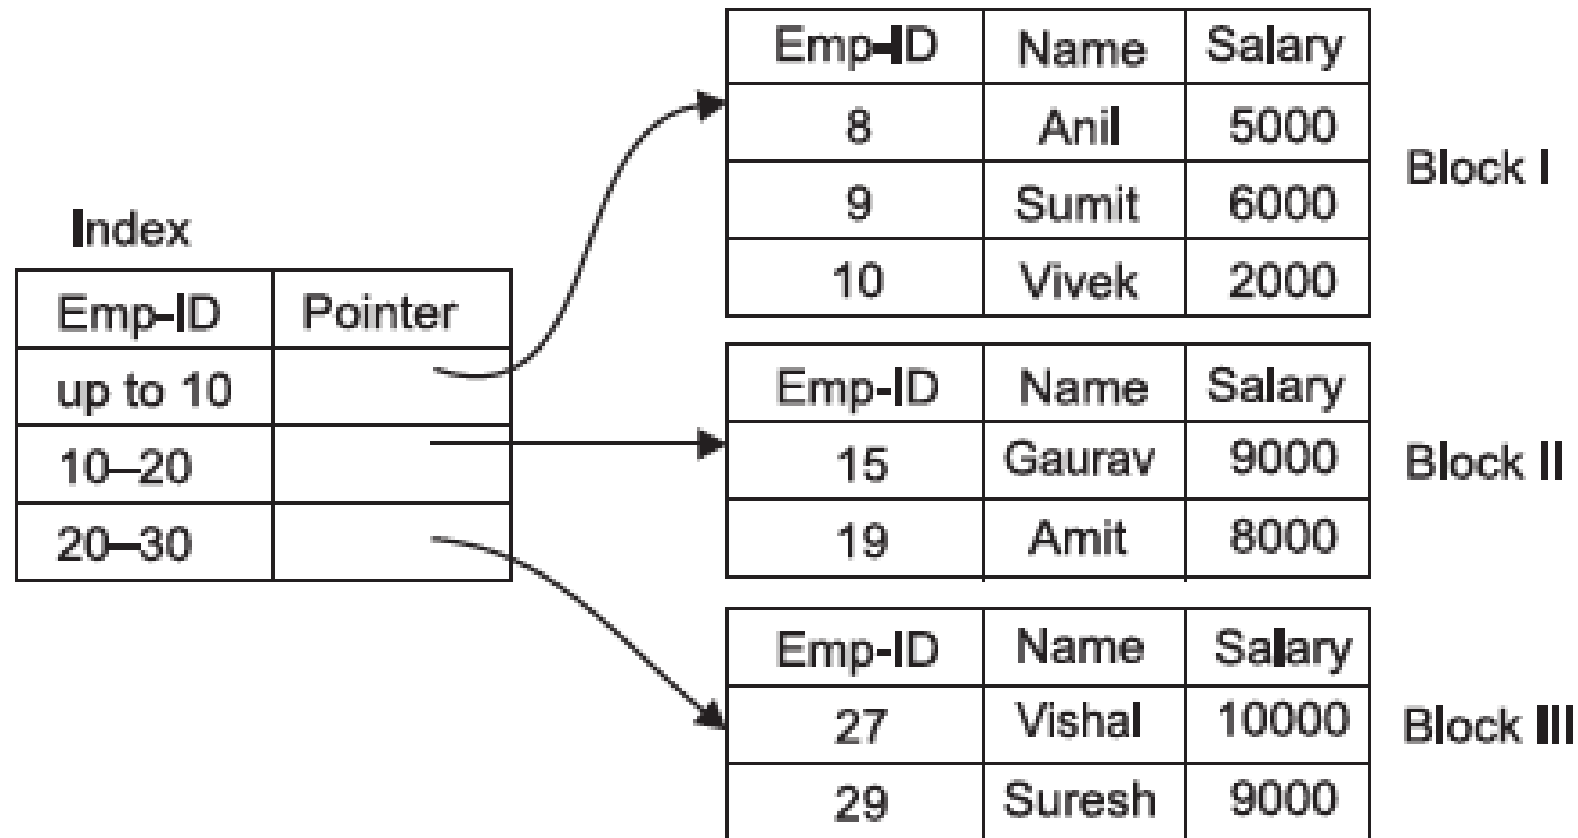 Index
Emp-ID Pointer
up to 10
10–20
20–30
Emp-ID Name Salary
8 Anil 5000
9 Sumit 6000
10 Vivek 2000
Block I
Emp-ID Name Salary
15 Gaurav 9000
19 Amit 8000
Block II
Emp-ID Name Salary
27 Vishal 10000
29 Suresh 9000
Block III